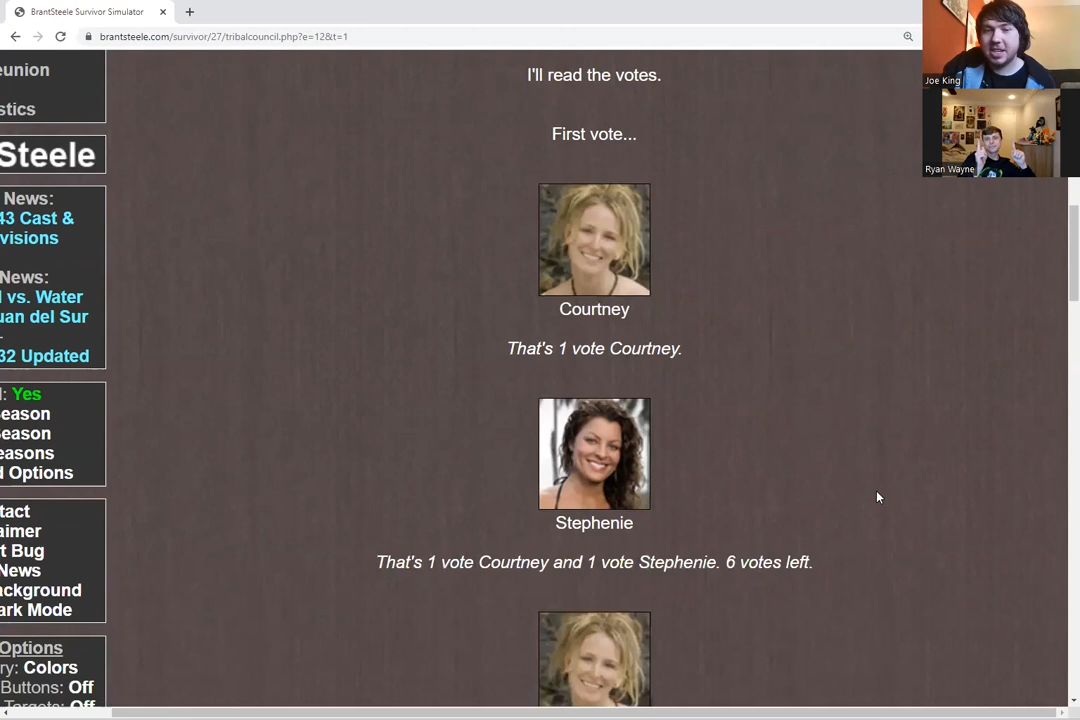 BrantSteele Survivor Simulator
brantsteele.com/survivor/27/tribalcouncil.php?e=12&t=1
Joe King
Ryan Wayne
eunion
stics
Steele
News:
43 Cast &
visions
News:
l vs. Water
uan del Sur
-
32 Updated
l: Yes
eason
eason
easons
d Options
tact
aimer
t Bug
News
ackground
ark Mode
Options
ry: Colors
Buttons: Off
Targets: Off
I'll read the votes.
First vote...
Courtney
That's 1 vote Courtney.
Stephenie
That's 1 vote Courtney and 1 vote Stephenie. 6 votes left.